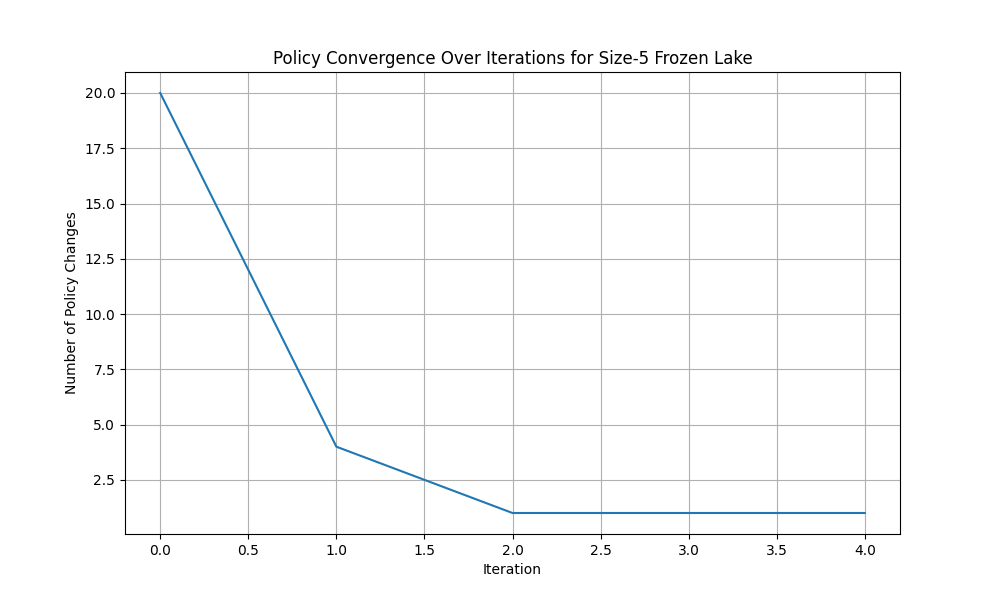 Policy Convergence Over Iterations for Size-5 Frozen Lake
Number of Policy Changes
20.0
17.5
15.0
12.5
10.0
7.5
5.0
2.5
0.0 0.5 1.0 1.5 2.0 2.5 3.0 3.5 4.0
Iteration